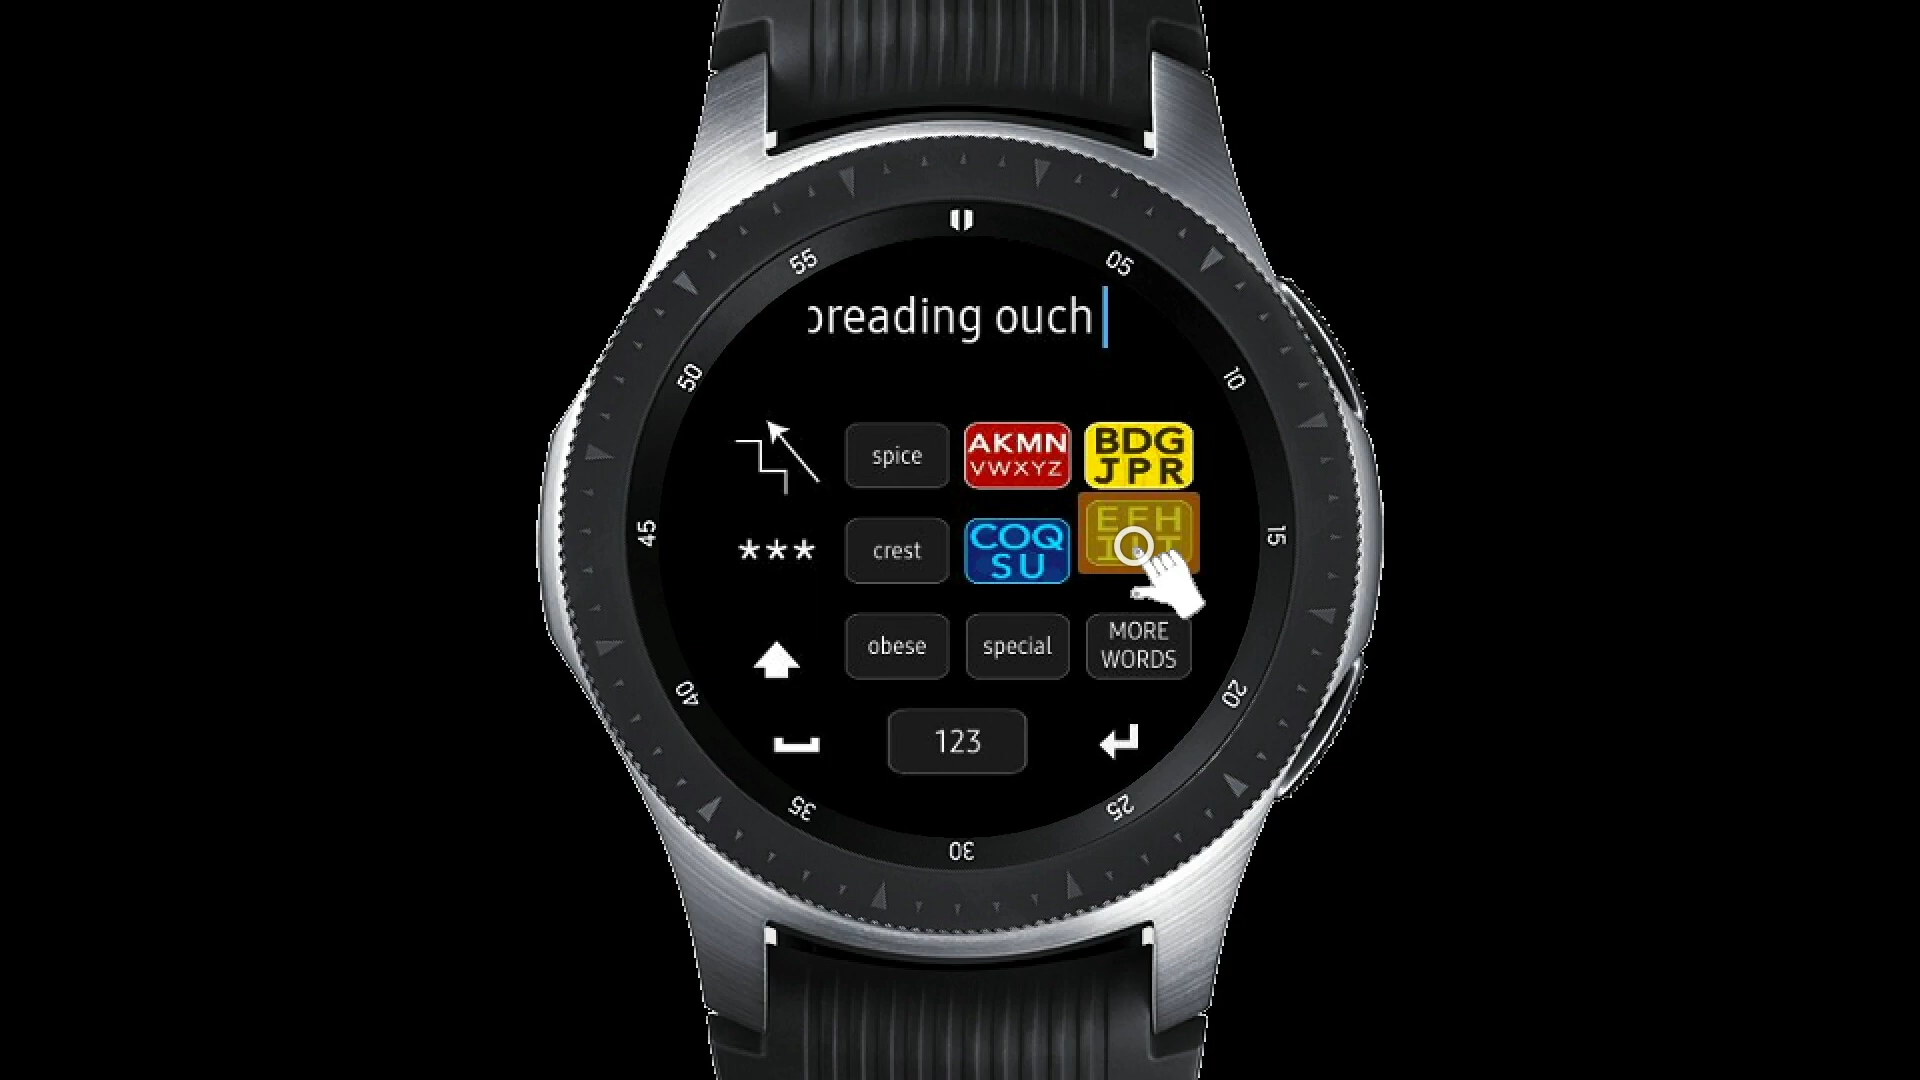 55
05
50
10
preading ouch
spice
AKMN
VWXYZ
BDG
JPR
45
15
***
crest
COQ
SU
EFH
obese
special
MORE
WORDS
40
20
123
35
25
30